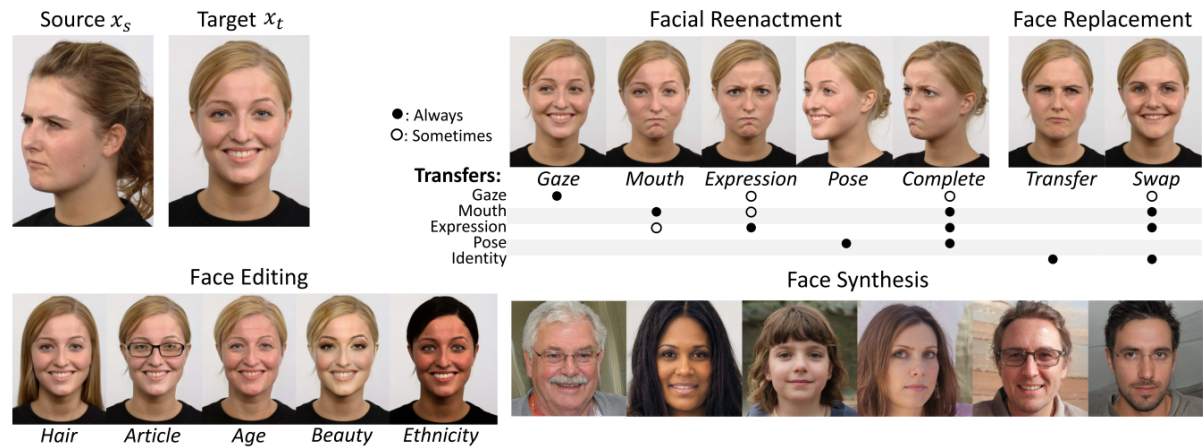 Source x_s
Target x_t
Facial Reenactment
Face Replacement
●: Always
○: Sometimes
Transfers:
Gaze Mouth Expression Pose Complete Transfer Swap
Gaze
Mouth
Expression
Pose
Identity
Face Editing
Face Synthesis
Hair Article Age Beauty Ethnicity